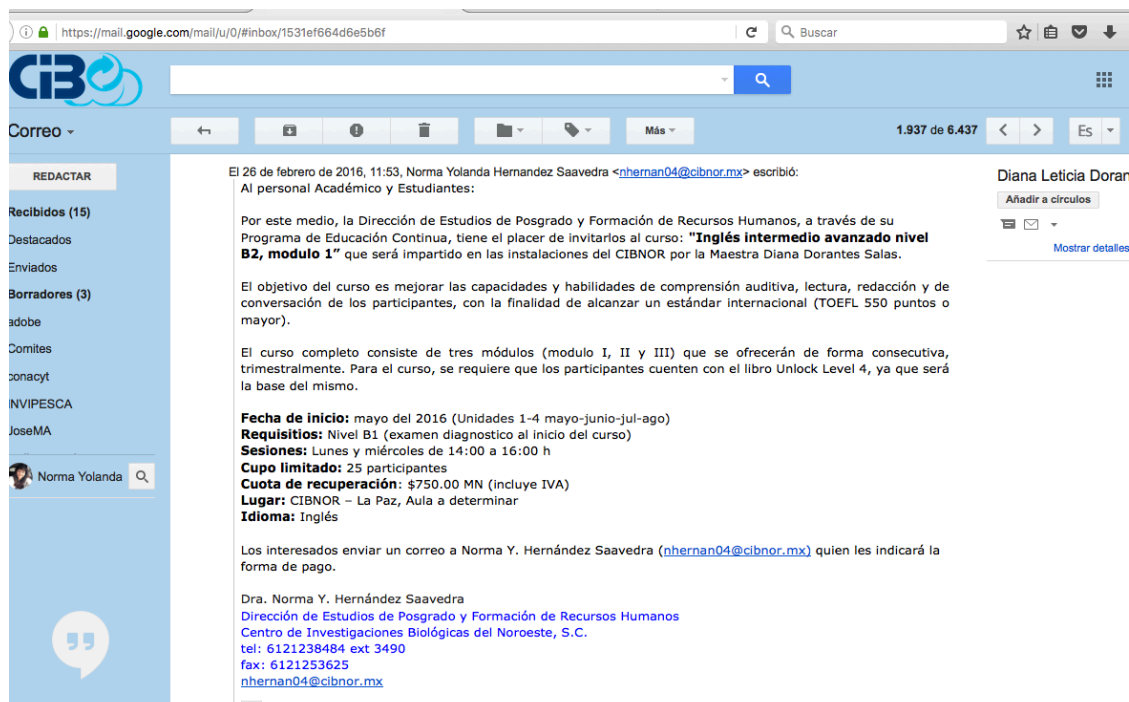 https://mail.google.com/mail/u/0/#inbox/1531ef664d6e5b6f
Buscar
CiB
Correo
Más
1.937 de 6.437
Es
REDACTAR
Recibidos (15)
Destacados
Enviados
Borradores (3)
adobe
Comites
conacyt
INVIPESCA
JoseMA
Norma Yolanda
El 26 de febrero de 2016, 11:53, Norma Yolanda Hernandez Saavedra <nhernan04@cibnor.mx> escribió:
Al personal Académico y Estudiantes:
Por este medio, la Dirección de Estudios de Posgrado y Formación de Recursos Humanos, a través de su
Programa de Educación Continua, tiene el placer de invitarlos al curso: "Inglés intermedio avanzado nivel
B2, modulo 1” que será impartido en las instalaciones del CIBNOR por la Maestra Diana Dorantes Salas.
El objetivo del curso es mejorar las capacidades y habilidades de comprensión auditiva, lectura, redacción y de
conversación de los participantes, con la finalidad de alcanzar un estándar internacional (TOEFL 550 puntos o
mayor).
El curso completo consiste de tres módulos (modulo I, II y III) que se ofrecerán de forma consecutiva,
trimestralmente. Para el curso, se requiere que los participantes cuenten con el libro Unlock Level 4, ya que será
la base del mismo.
Fecha de inicio: mayo del 2016 (Unidades 1-4 mayo-junio-jul-ago)
Requisitios: Nivel B1 (examen diagnostico al inicio del curso)
Sesiones: Lunes y miércoles de 14:00 a 16:00 h
Cupo limitado: 25 participantes
Cuota de recuperación: $750.00 MN (incluye IVA)
Lugar: CIBNOR – La Paz, Aula a determinar
Idioma: Inglés
Los interesados enviar un correo a Norma Y. Hernández Saavedra (nhernan04@cibnor.mx) quien les indicará la
forma de pago.
Dra. Norma Y. Hernández Saavedra
Dirección de Estudios de Posgrado y Formación de Recursos Humanos
Centro de Investigaciones Biológicas del Noroeste, S.C.
tel: 6121238484 ext 3490
fax: 6121253625
nhernan04@cibnor.mx
Diana Leticia Doran
Añadir a círculos
Mostrar detalles